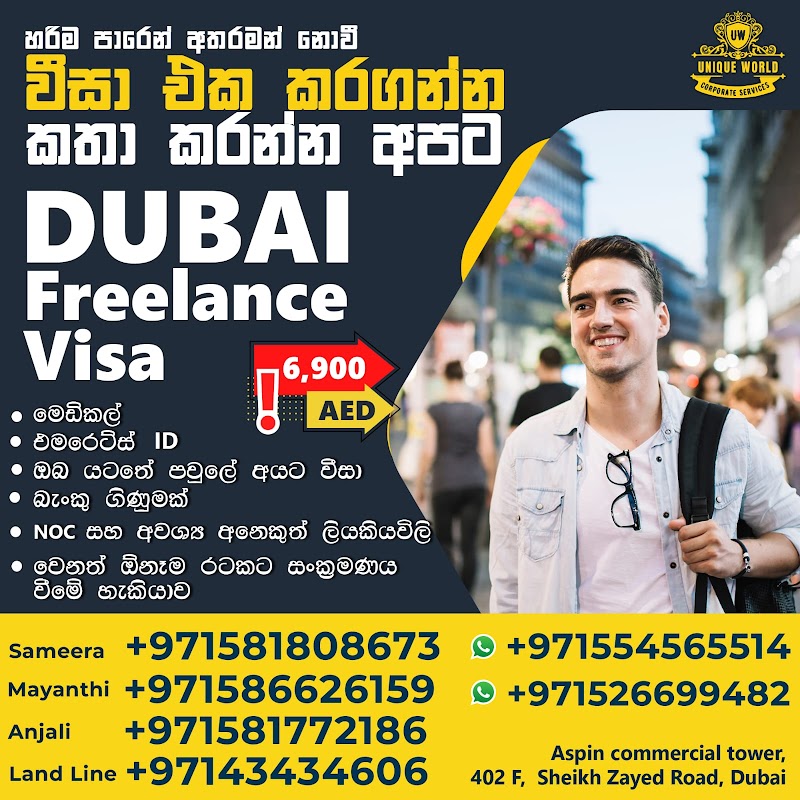 හරිම පාරෙන් අතරමන් නොවී
වීසා එක කරගන්න
කතා කරන්න අපට
UW
UNIQUE WORLD
CORPORATE SERVICES
DUBAI
Freelance
Visa
6,900
AED
• මෙඩිකල්
• එමරෙට්ස් ID
• ඔබ යටතේ පවුලේ අයට වීසා
• බැංකු ගිණුමක්
• NOC සහ අවශ්‍ය අනෙකුත් ලියකියවිලි
• වෙනත් ඕනෑම රටකට සංක්‍රමණය
වීමේ හැකියාව
Sameera +971581808673
Mayanthi +971586626159
Anjali +971581772186
Land Line +97143434606
+971554565514
+971526699482
Aspin commercial tower,
402 F, Sheikh Zayed Road, Dubai